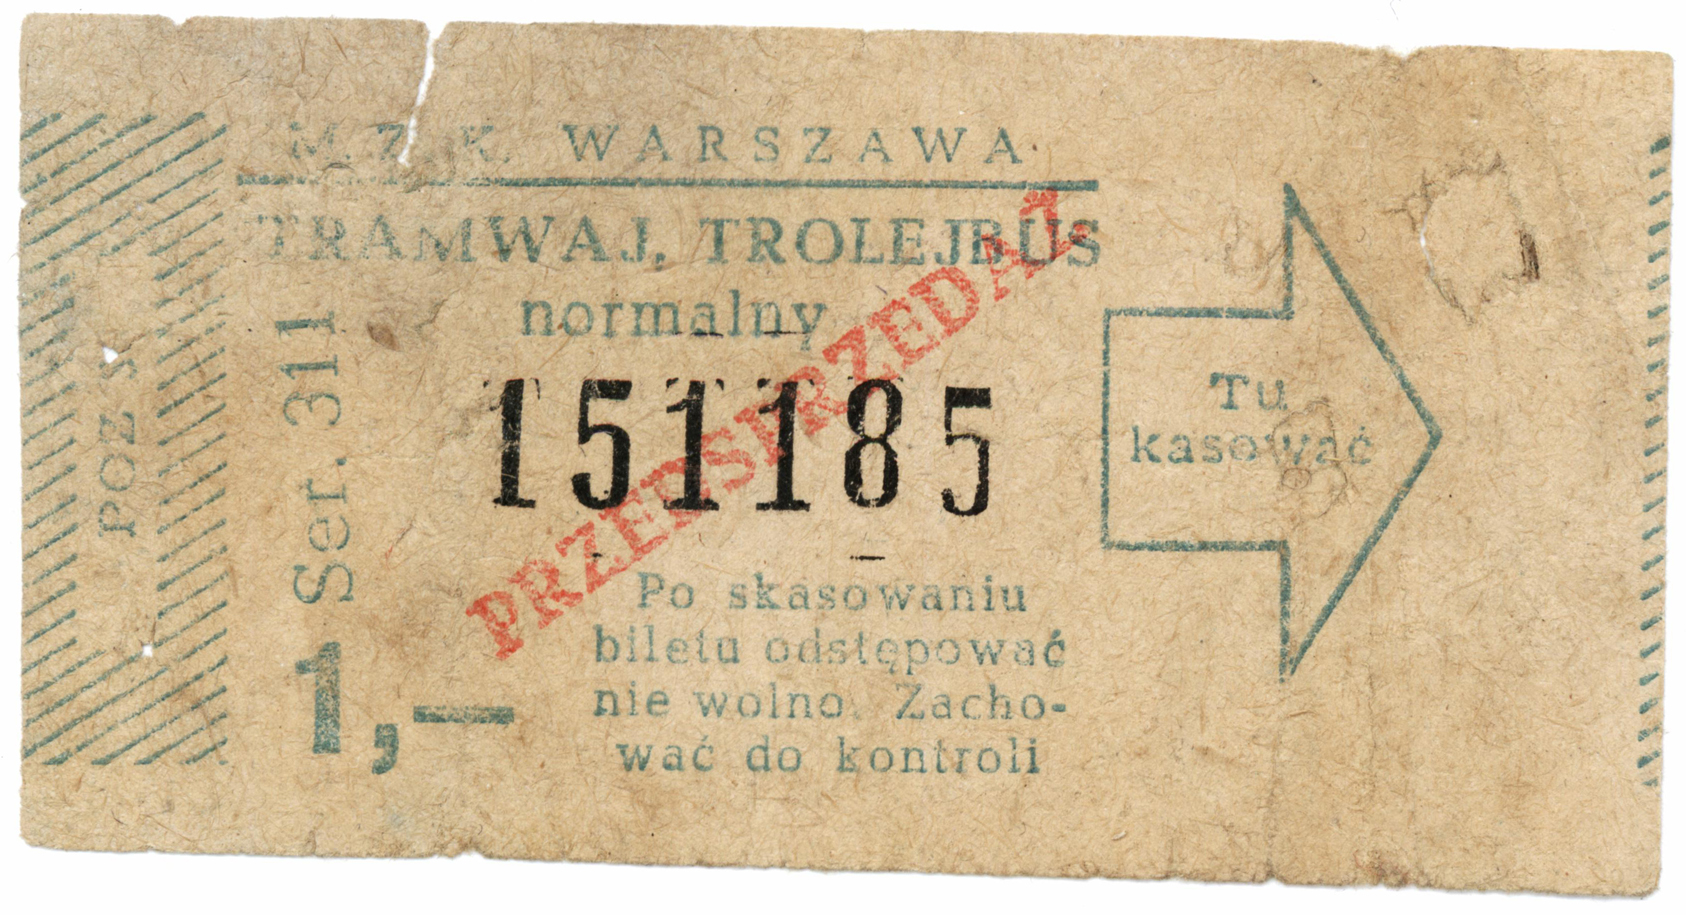 M.Z.K. WARSZAWA
TRAMWAJ, TROLEJBUS
normalny
Ser. 311
151185
PRZEDSPRZEDAŻ
1,—
Po skasowaniu
biletu odstępować
nie wolno. Zacho-
wać do kontroli
Tu
kasować
POZ S